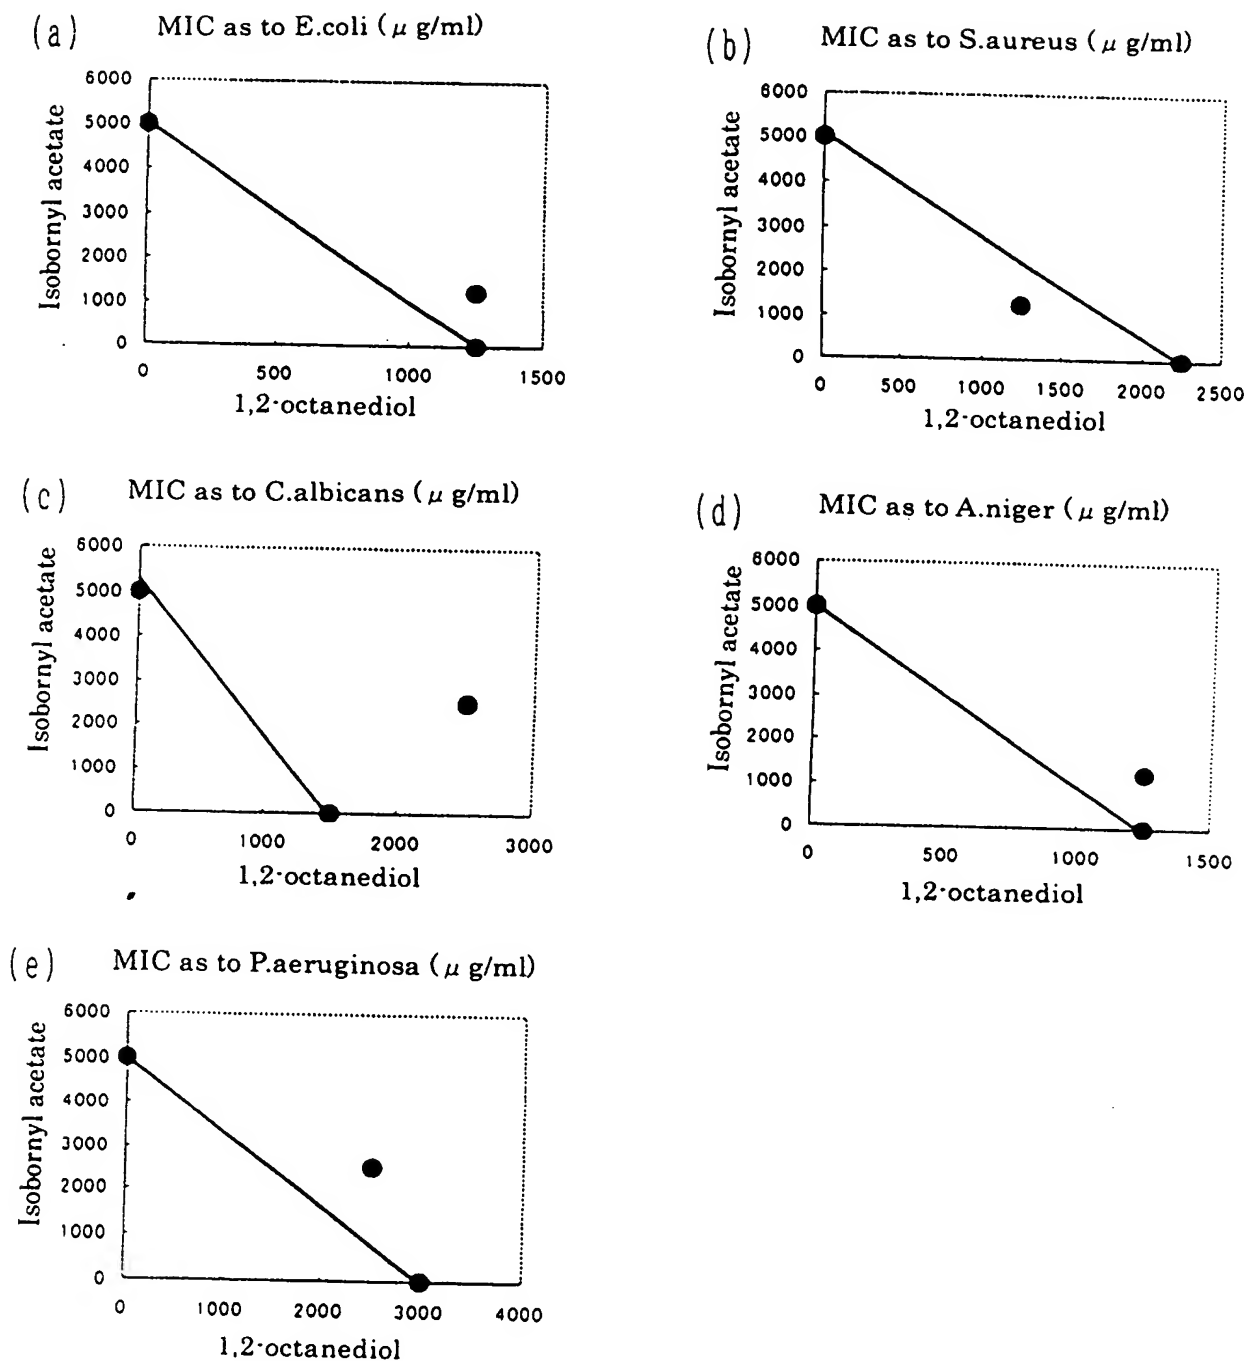 (a) MIC as to E.coli (μ g/ml)
Isobornyl acetate
6000
5000
4000
3000
2000
1000
0
0 500 1000 1500
1,2-octanediol
(b) MIC as to S.aureus (μ g/ml)
Isobornyl acetate
6000
5000
4000
3000
2000
1000
0
0 500 1000 1500 2000 2500
1,2-octanediol
(c) MIC as to C.albicans (μ g/ml)
Isobornyl acetate
6000
5000
4000
3000
2000
1000
0
0 1000 2000 3000
1,2-octanediol
(d) MIC as to A.niger (μ g/ml)
Isobornyl acetate
6000
5000
4000
3000
2000
1000
0
0 500 1000 1500
1,2-octanediol
(e) MIC as to P.aeruginosa (μ g/ml)
Isobornyl acetate
6000
5000
4000
3000
2000
1000
0
0 1000 2000 3000 4000
1,2-octanediol